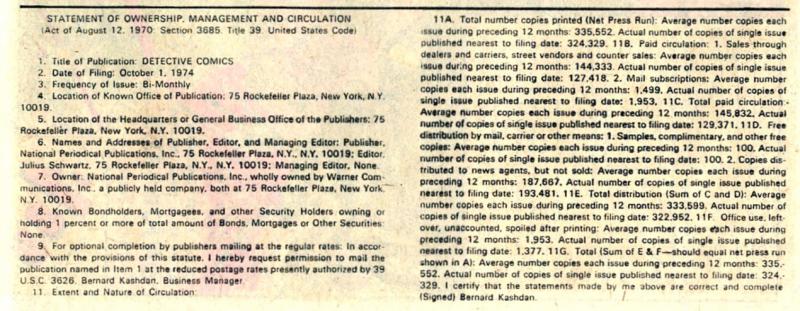 STATEMENT OF OWNERSHIP, MANAGEMENT AND CIRCULATION
(Act of August 12, 1970: Section 3685. Title 39. United States Code)
1. Title of Publication: DETECTIVE COMICS
2. Date of Filing: October 1, 1974
3. Frequency of Issue: Bi-Monthly
4. Location of Known Office of Publication: 75 Rockefeller Plaza, New York, N.Y.
10019.
5. Location of the Headquarters or General Business Office of the Publishers: 75
Rockefeller Plaza, New York, N.Y. 10019.
6. Names and Addresses of Publisher, Editor, and Managing Editor: Publisher,
National Periodical Publications, Inc., 75 Rockefeller Plaza, N.Y., N.Y. 10019; Editor,
Julius Schwartz, 75 Rockefeller Plaza, N.Y., N.Y. 10019; Managing Editor, None.
7. Owner: National Periodical Publications, Inc., wholly owned by Warner Com-
munications, Inc., a publicly held company, both at 75 Rockefeller Plaza, New York,
N.Y. 10019.
8. Known Bondholders, Mortgagees, and other Security Holders owning or
holding 1 percent or more of total amount of Bonds, Mortgages or Other Securities:
None.
9. For optional completion by publishers mailing at the regular rates: In accor-
dance with the provisions of this statute, I hereby request permission to mail the
publication named in Item 1 at the reduced postage rates presently authorized by 39
U.S.C. 3626. Bernard Kashdan, Business Manager
11. Extent and Nature of Circulation:
11A. Total number copies printed (Net Press Run): Average number copies each
issue during preceding 12 months: 335,552. Actual number of copies of single issue
published nearest to filing date: 324,329. 11B. Paid circulation: 1. Sales through
dealers and carriers, street vendors and counter sales: Average number copies each
issue during preceding 12 months: 144,333. Actual number of copies of single issue
published nearest to filing date: 127,418. 2. Mail subscriptions: Average number
copies each issue during preceding 12 months: 1,499. Actual number of copies of
single issue published nearest to filing date: 1,953, 11C. Total paid circulation:
Average number copies each issue during preceding 12 months: 145,832. Actual
number of copies of single issue published nearest to filing date: 129,371, 11D. Free
distribution by mail, carrier or other means: 1. Samples, complimentary, and other free
copies: Average number copies each issue during preceding 12 months: 100. Actual
number of copies of single issue published nearest to filing date: 100. 2. Copies dis-
tributed to news agents, but not sold: Average number copies each issue during
preceding 12 months: 187,667. Actual number of copies of single issue published
nearest to filing date: 193,481. 11E. Total distribution (Sum of C and D): Average
number copies each issue during preceding 12 months: 333,599. Actual number of
copies of single issue published nearest to filing date: 322,952. 11F. Office use, left-
over, unaccounted, spoiled after printing: Average number copies each issue during
preceding 12 months: 1,953. Actual number of copies of single issue published
nearest to filing date: 1,377. 11G. Total (Sum of E & F—should equal net press run
shown in A): Average number copies each issue during preceding 12 months: 335,-
552. Actual number of copies of single issue published nearest to filing date: 324,-
329. I certify that the statements made by me above are correct and complete
(Signed) Bernard Kashdan.